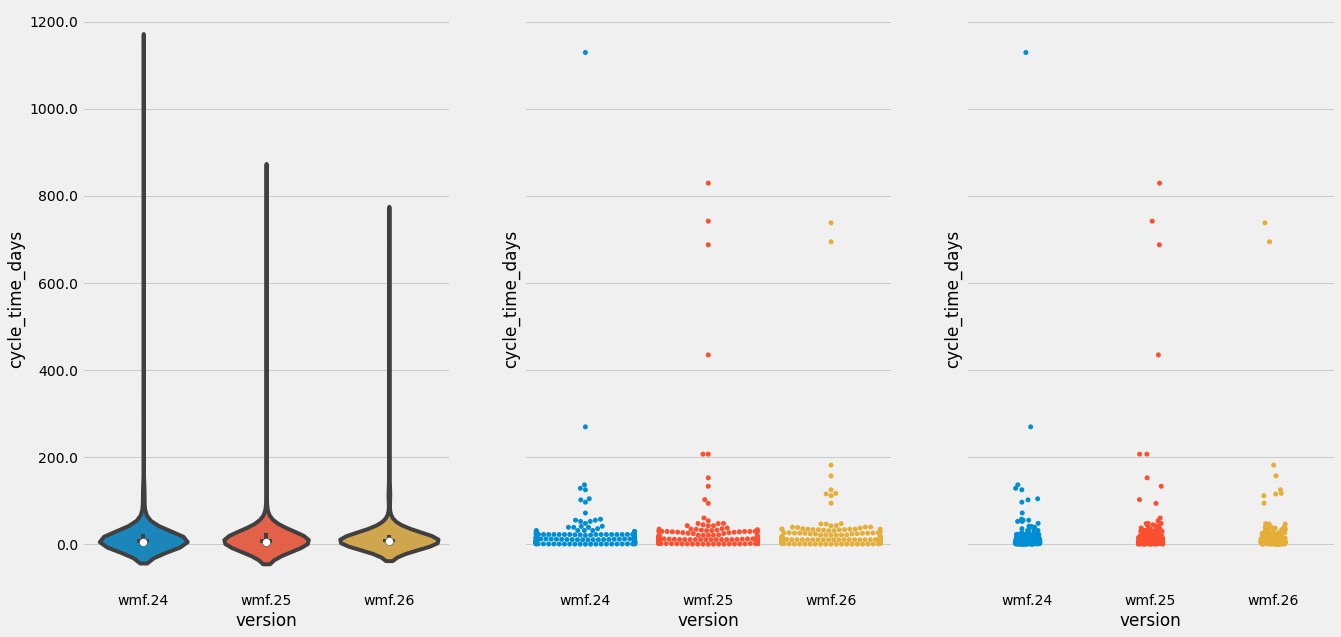 1200.0
1000.0
800.0
600.0
400.0
200.0
0.0
cycle_time_days
wmf.24 wmf.25 wmf.26
version
cycle_time_days
wmf.24 wmf.25 wmf.26
version
cycle_time_days
wmf.24 wmf.25 wmf.26
version